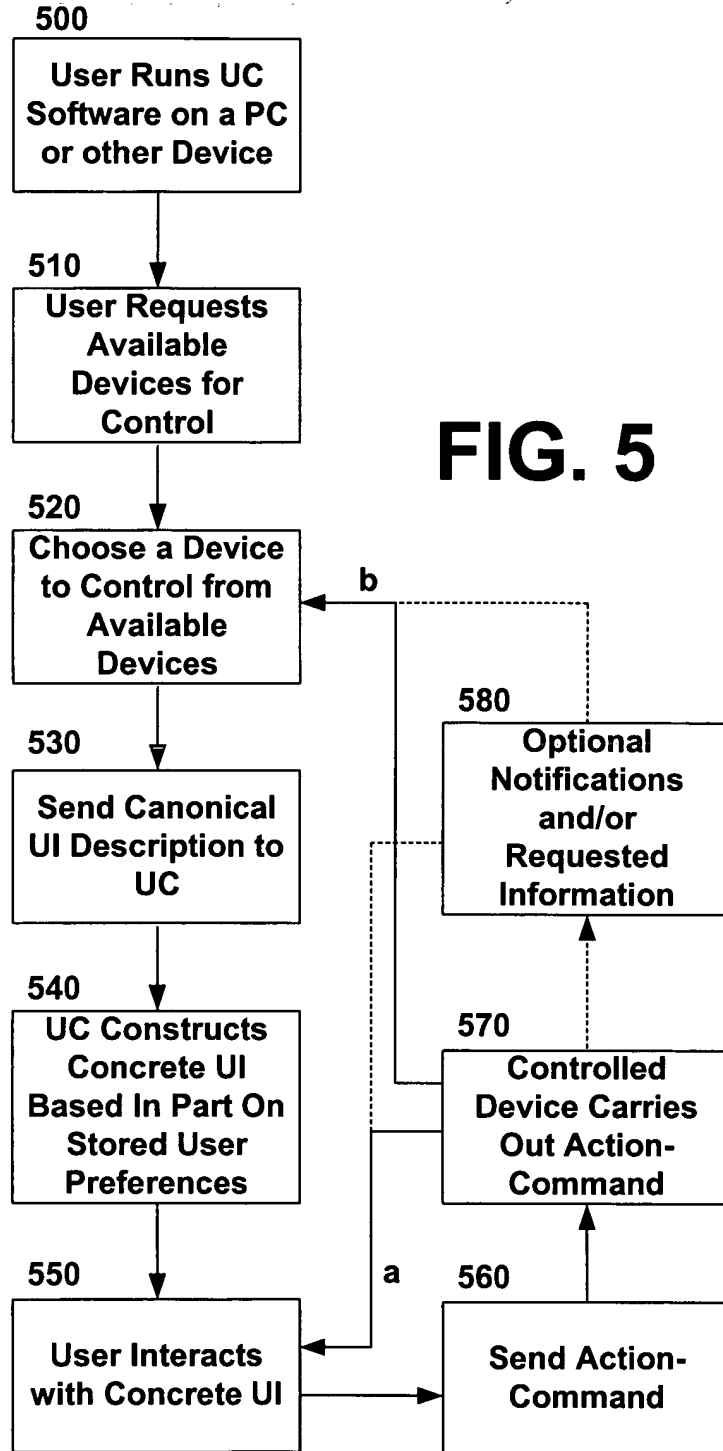 500
User Runs UC
Software on a PC
or other Device
510
User Requests
Available
Devices for
Control
FIG. 5
520
Choose a Device
to Control from
Available
Devices
b
530
Send Canonical
UI Description to
UC
580
Optional
Notifications
and/or
Requested
Information
540
UC Constructs
Concrete UI
Based In Part On
Stored User
Preferences
570
Controlled
Device Carries
Out Action-
Command
a
550
User Interacts
with Concrete UI
560
Send Action-
Command